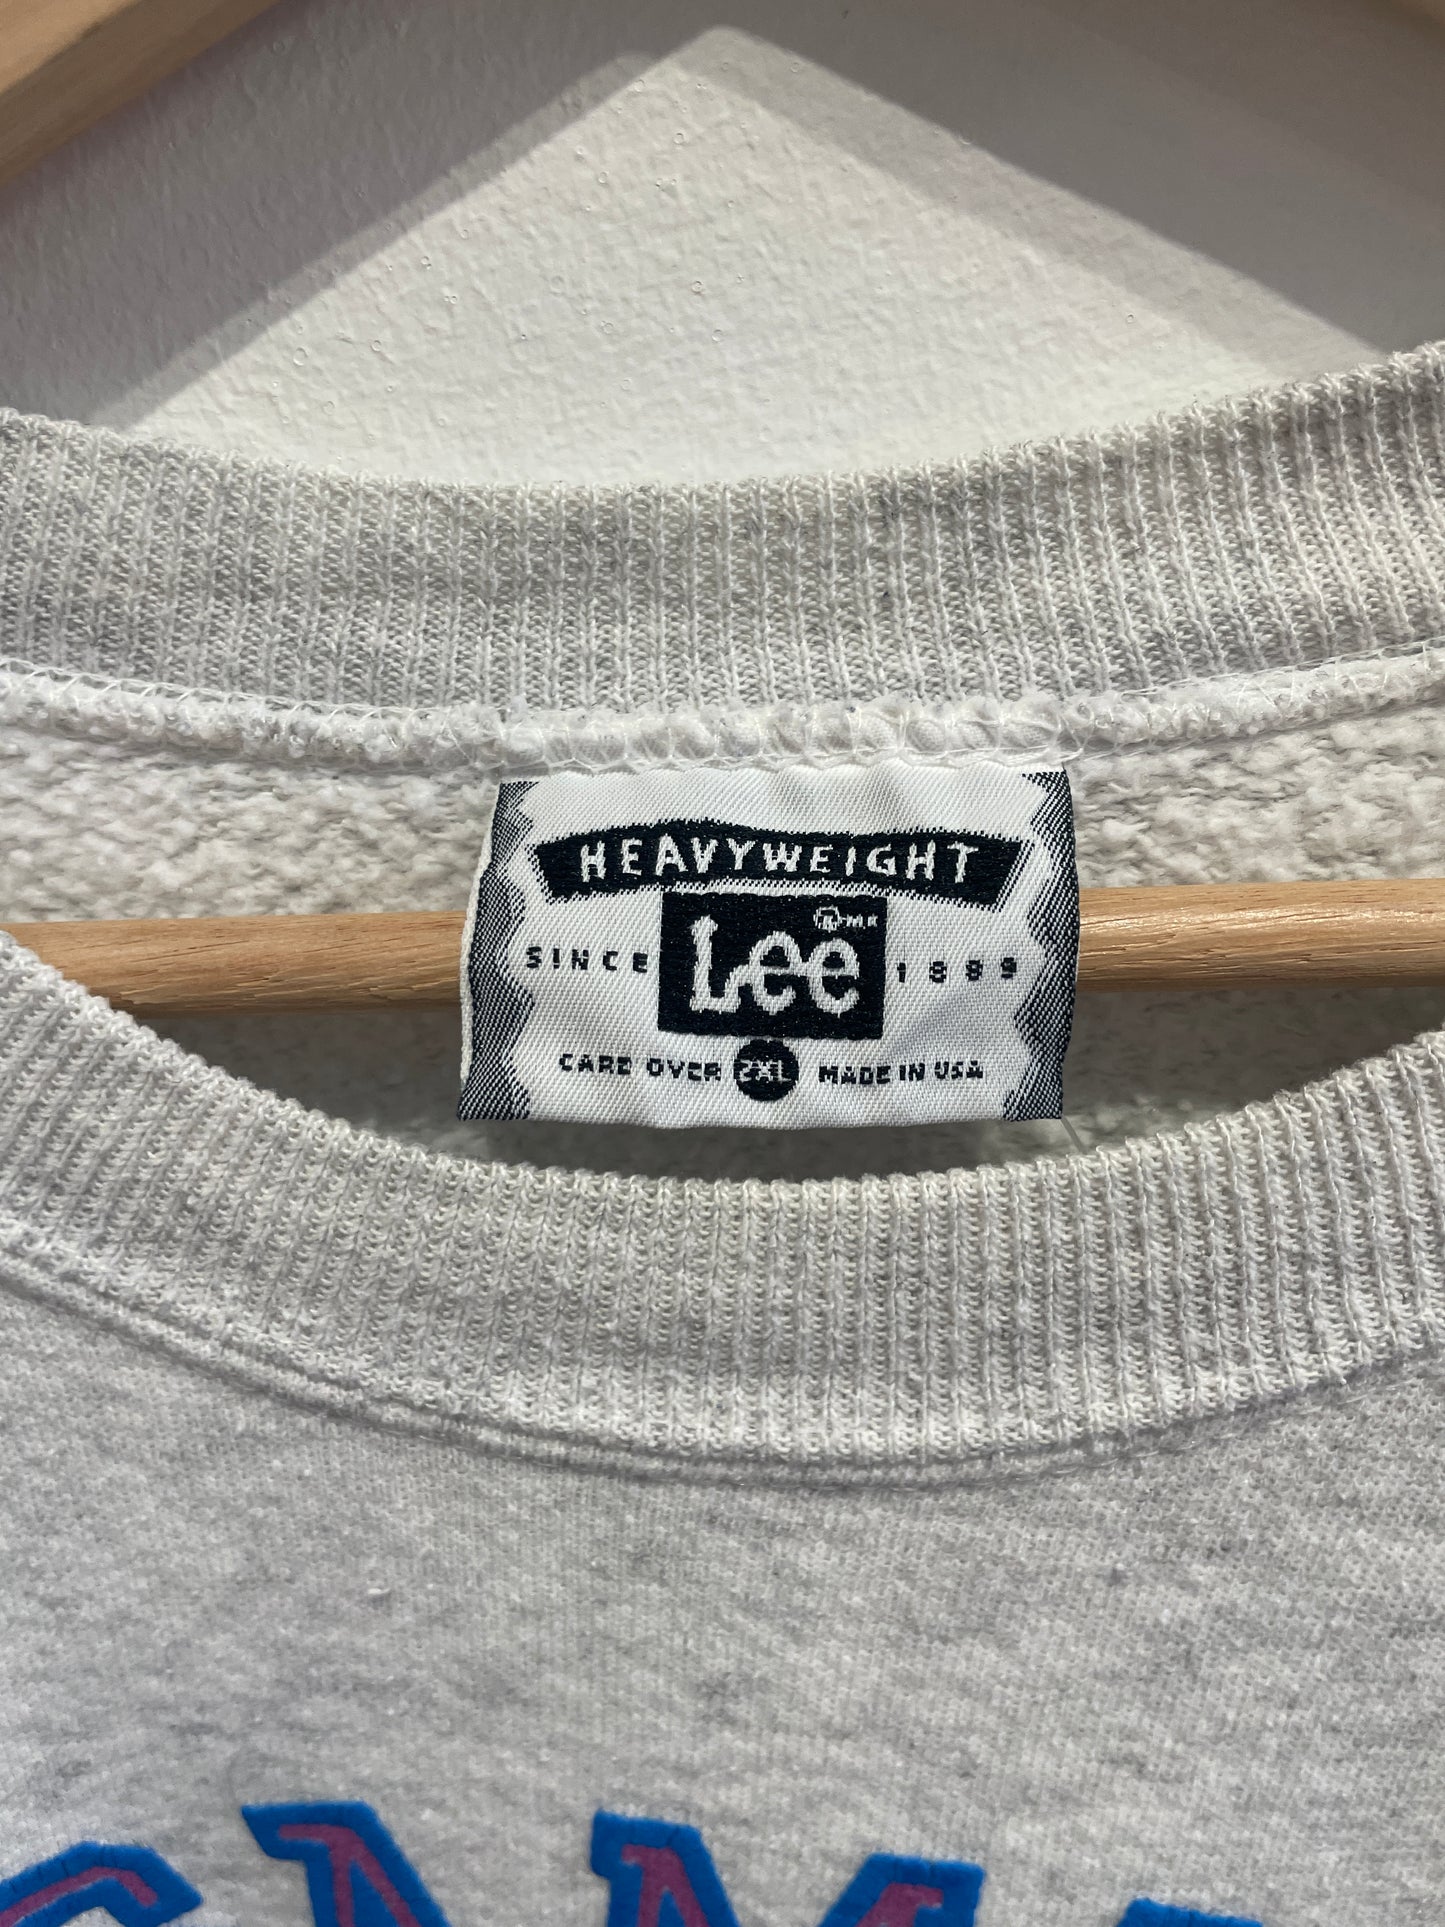 HEAVYWEIGHT
SINCE Lee ® M.R. 1889
CARE OVER 2XL MADE IN USA